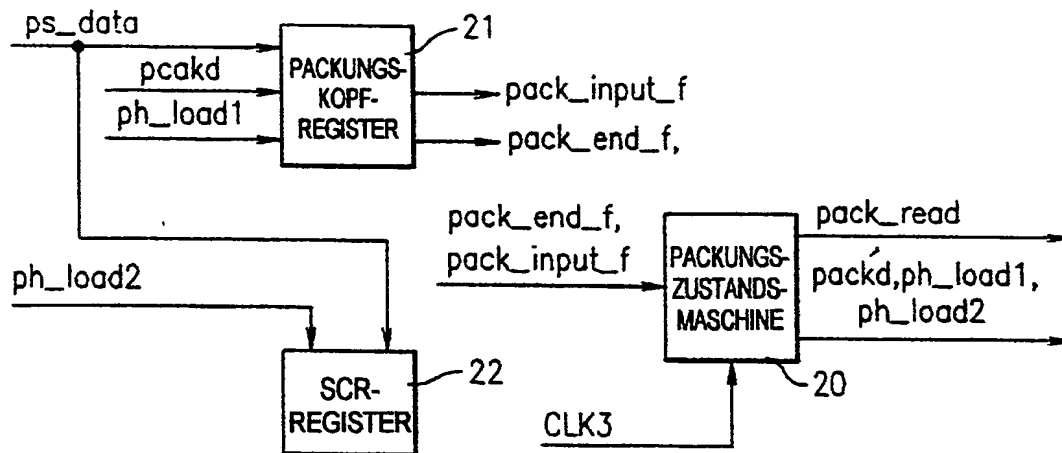 ps_data
21
pcakd
PACKUNGS-
KOPF-
REGISTER
pack_input_f
ph_load1
pack_end_f,
pack_end_f,
pack_input_f
PACKUNGS-
ZUSTANDS-
MASCHINE
pack_read
packd,ph_load1,
ph_load2
20
ph_load2
SCR-
REGISTER
22
CLK3